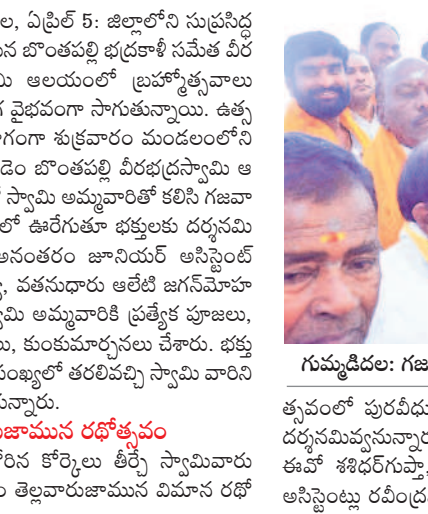 ల, ఏప్రిల్ 5: జిల్లాలోని సుప్రసిద్ధ
న బొంతపల్లి భద్రకాళీ సమేత వీర
మి ఆలయంలో బ్రహ్మోత్సవాలు
గ వైభవంగా సాగుతున్నాయి. ఉత్స
గంగా శుక్రవారం మండలంలోని
డెం బొంతపల్లి వీరభద్రస్వామి ఆ
స్వామి అమ్మవారితో కలిసి గజవా
లో ఊరేగుతూ భక్తులకు దర్శనమి
అనంతరం జూనియర్ అసిస్టెంట్
, వతనుదారు ఆలేటి జగన్‌మోహ
మి అమ్మవారికి ప్రత్యేక పూజలు,
లు, కుంకుమార్చనలు చేశారు. భక్తు
సంఖ్యలో తరలివచ్చి స్వామి వారిని
ున్నారు.
జామున రథోత్సవం
ోరిన కోర్కెలు తీర్చే స్వామివారు
ం తెల్లవారుజామున విమాన రథో
గుమ్మడిదల: గజ
త్సవంలో పురవీధు
దర్శనమివ్వనున్నార
ఈవో శశిధర్‌గుప్తా,
అసిస్టెంట్లు రవీంద్ర